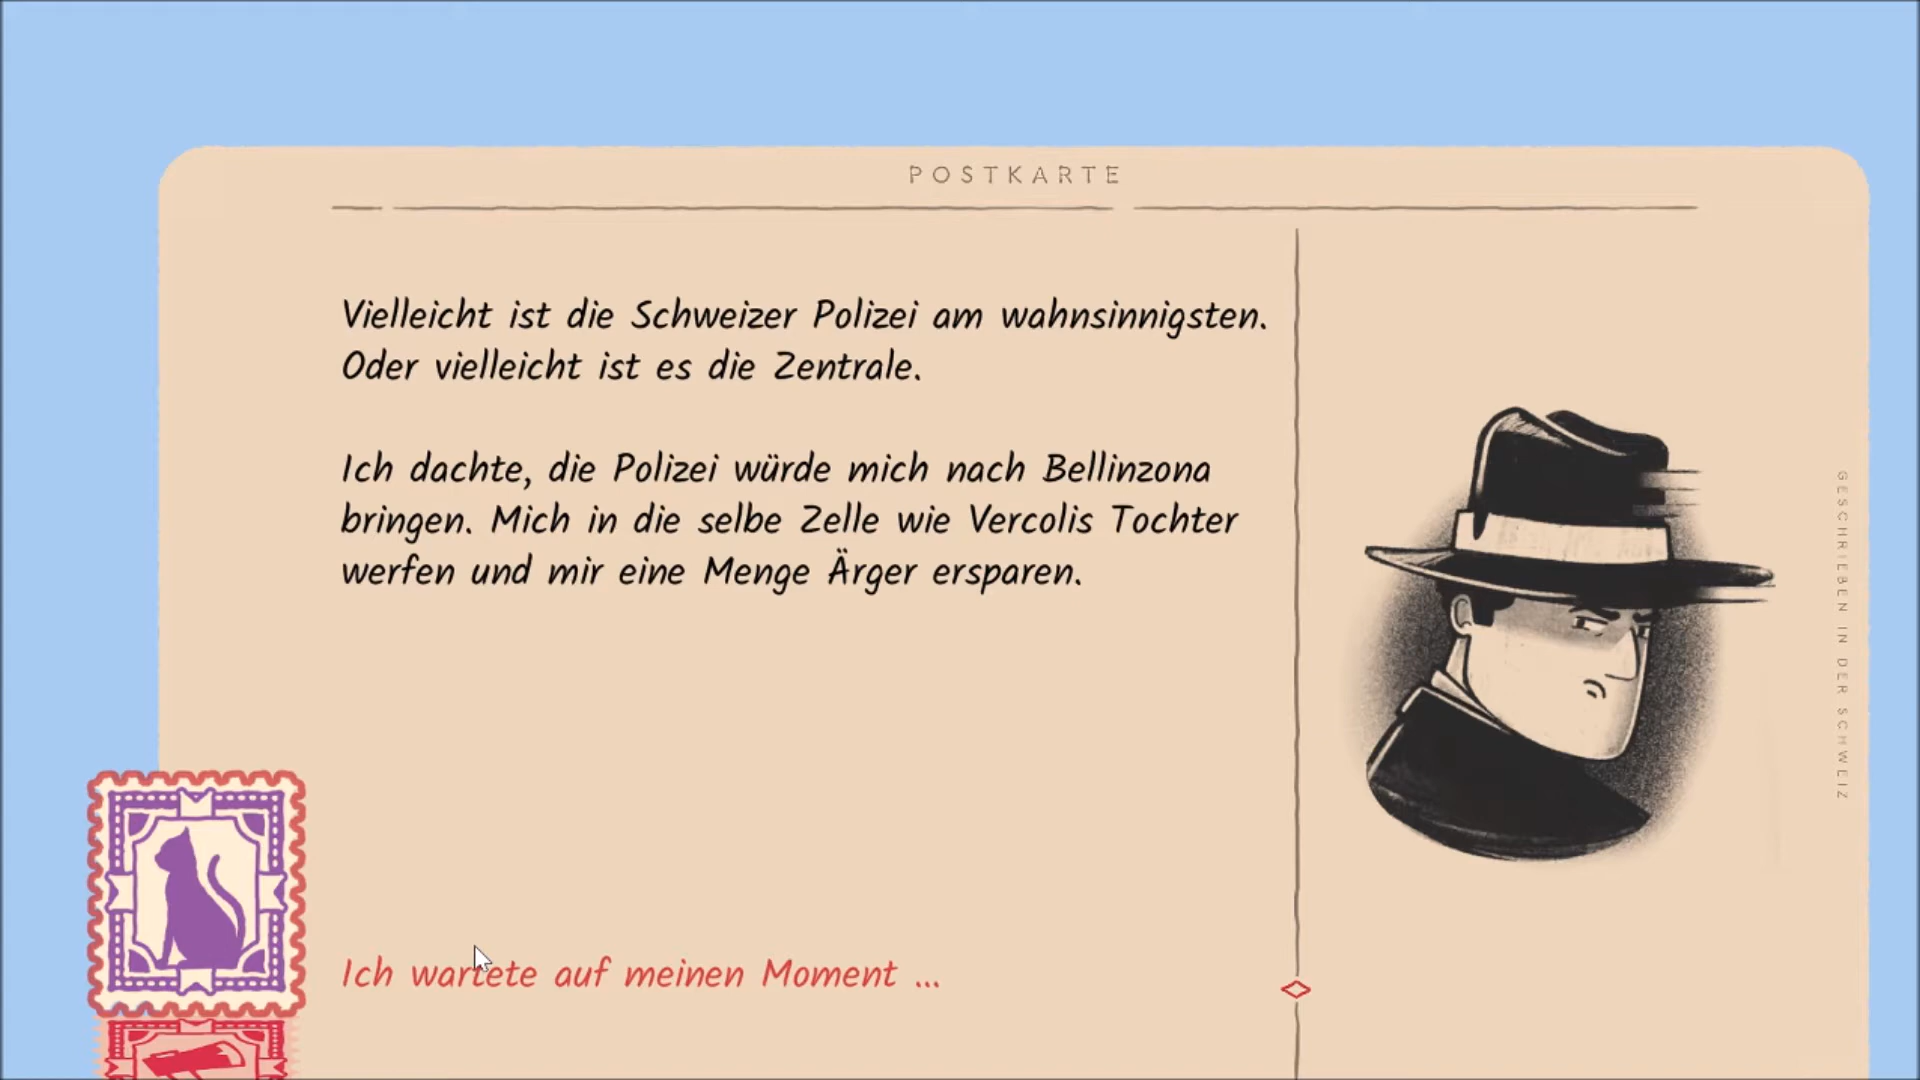 POSTKARTE
Vielleicht ist die Schweizer Polizei am wahnsinnigsten.
Oder vielleicht ist es die Zentrale.
Ich dachte, die Polizei würde mich nach Bellinzona
bringen. Mich in die selbe Zelle wie Vercolis Tochter
werfen und mir eine Menge Ärger ersparen.
Ich wartete auf meinen Moment ...
GESCHRIEBEN IN DER SCHWEIZ